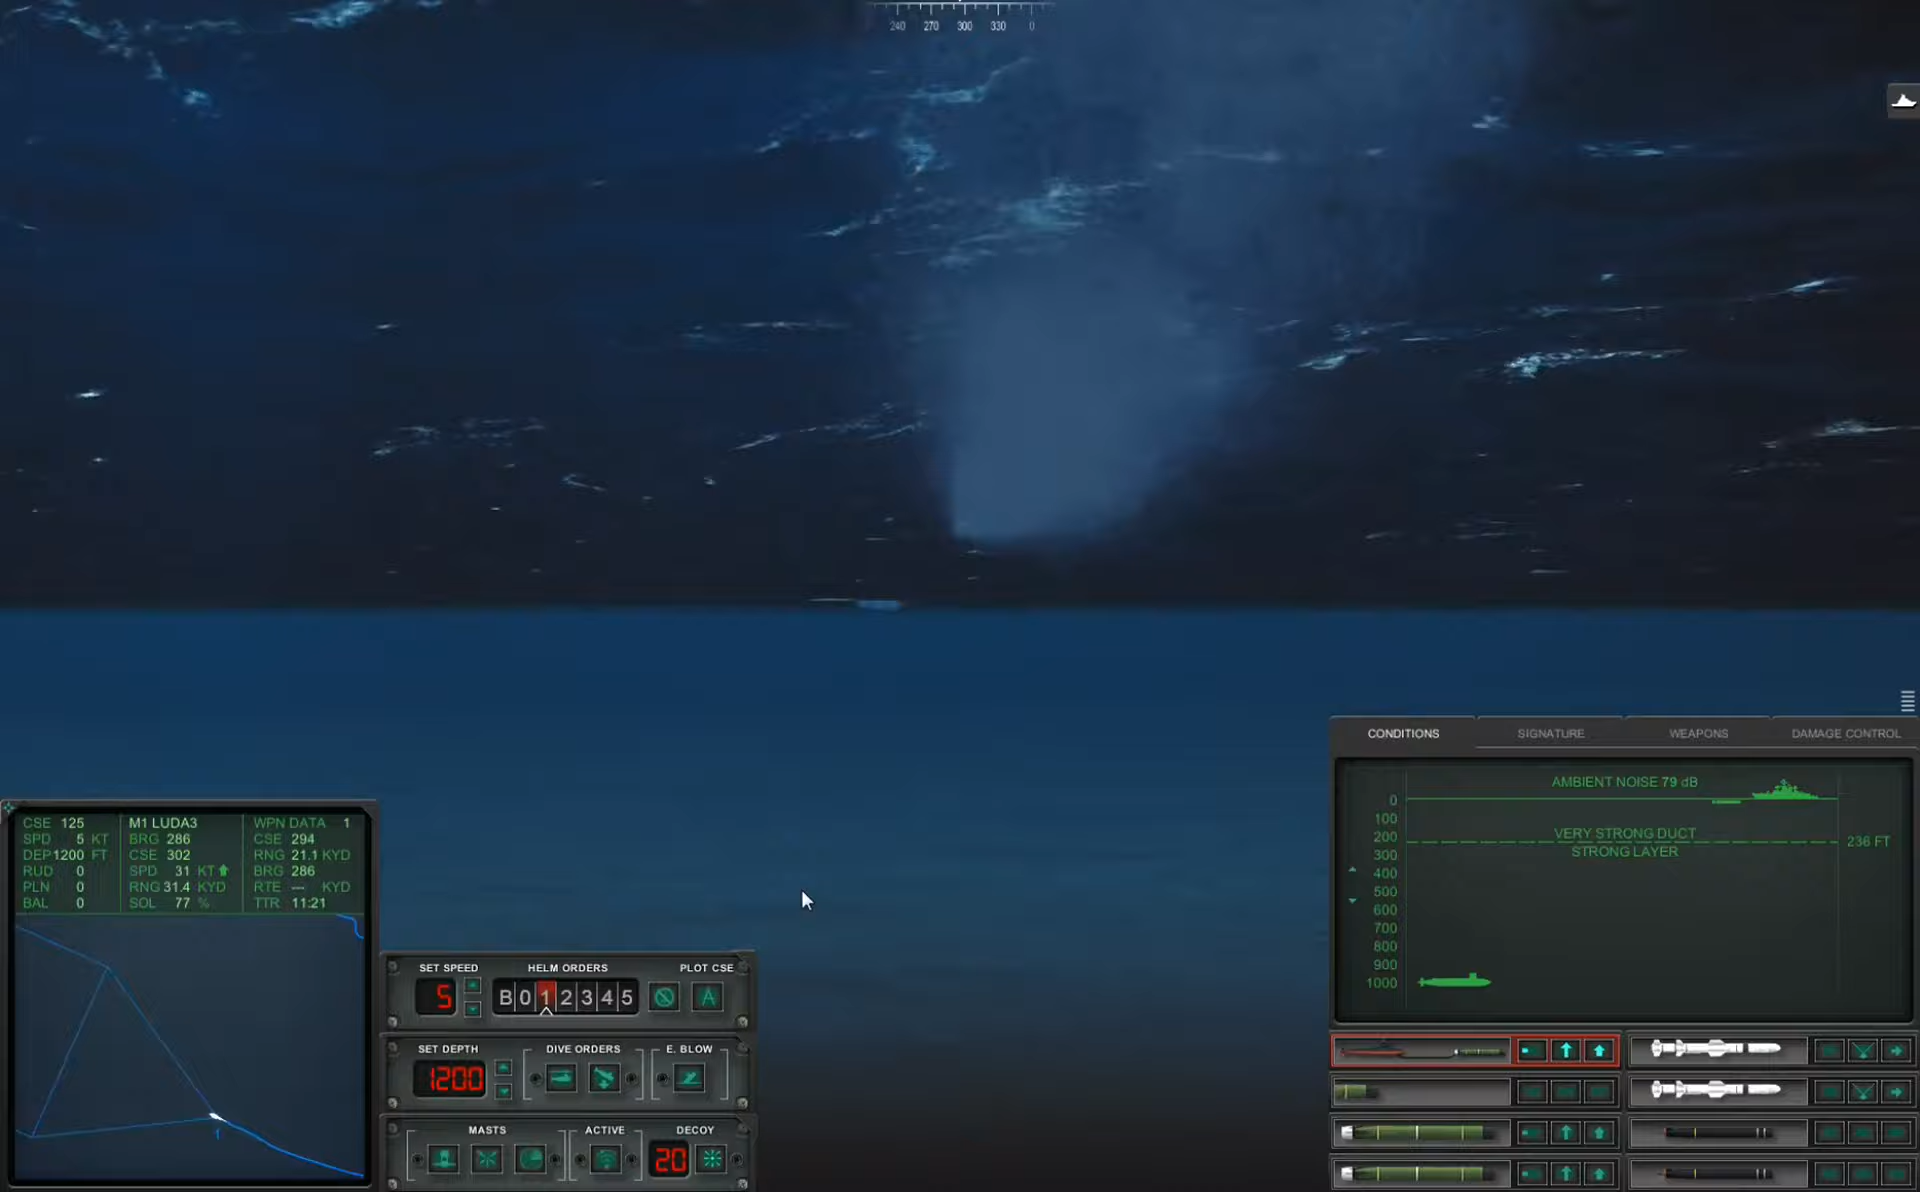 240 270 300 330 0
CONDITIONS SIGNATURE WEAPONS DAMAGE CONTROL
AMBIENT NOISE 79 dB
0
100
200 VERY STRONG DUCT 236 FT
300 STRONG LAYER
400
500
600
700
800
900
1000
CSE 125 M1 LUDA3 WPN DATA 1
SPD 5 KT BRG 286 CSE 294
DEP 1200 FT CSE 302 RNG 21.1 KYD
RUD 0 SPD 31 KT BRG 286
PLN 0 RNG 31.4 KYD RTE --- KYD
BAL 0 SOL 77 % TTR 11:21
1
SET SPEED HELM ORDERS PLOT CSE
5 B 0 1 2 3 4 5
SET DEPTH DIVE ORDERS E. BLOW
1200
MASTS ACTIVE DECOY
20